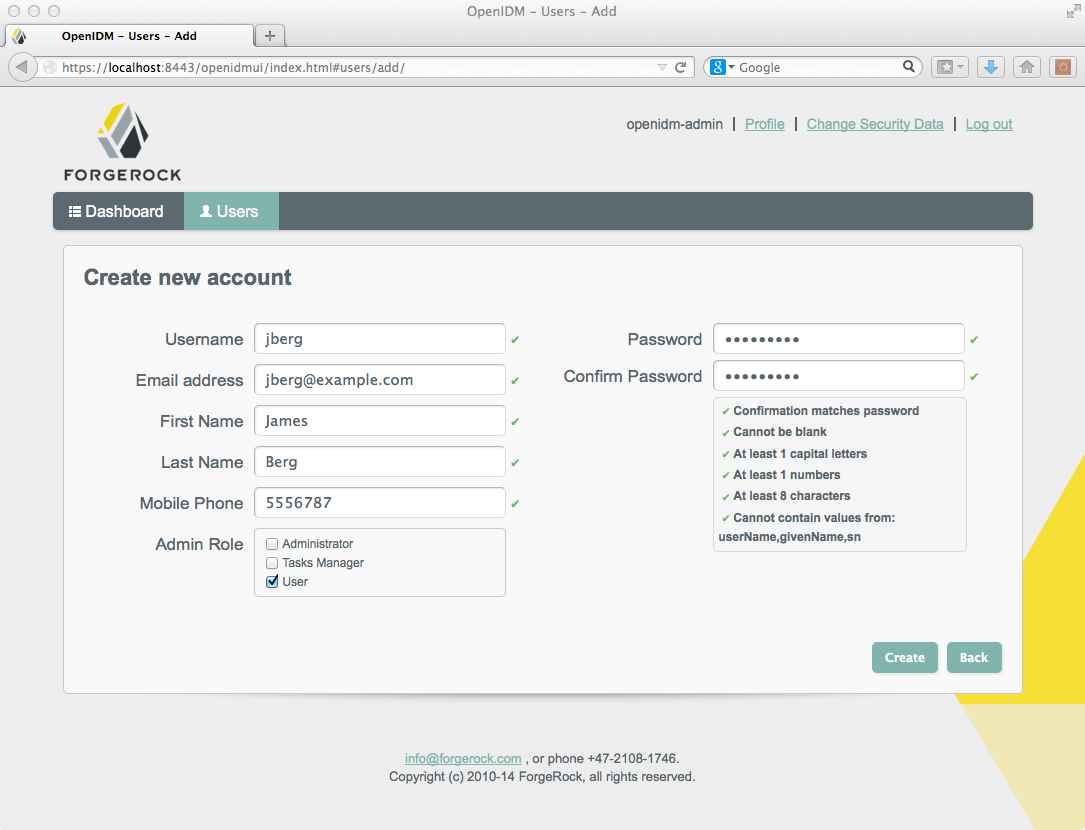 OpenIDM – Users – Add
OpenIDM – Users – Add
https://localhost:8443/openidmui/index.html#users/add/
Google
FORGEROCK
openidm-admin | Profile | Change Security Data | Log out
Dashboard Users
Create new account
Username jberg
Email address jberg@example.com
First Name James
Last Name Berg
Mobile Phone 5556787
Admin Role
Administrator
Tasks Manager
User
Password •••••••••
Confirm Password •••••••••
Confirmation matches password
Cannot be blank
At least 1 capital letters
At least 1 numbers
At least 8 characters
Cannot contain values from:
userName,givenName,sn
Create Back
info@forgerock.com , or phone +47-2108-1746.
Copyright (c) 2010-14 ForgeRock, all rights reserved.